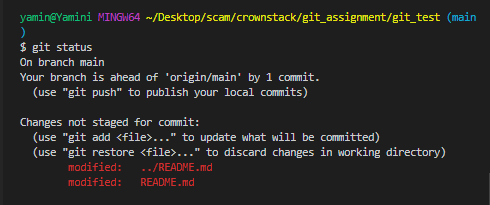 yamin@Yamini MINGW64 ~/Desktop/scam/crownstack/git_assignment/git_test (main
)
$ git status
On branch main
Your branch is ahead of 'origin/main' by 1 commit.
  (use "git push" to publish your local commits)

Changes not staged for commit:
  (use "git add <file>..." to update what will be committed)
  (use "git restore <file>..." to discard changes in working directory)
        modified:   ../README.md
        modified:   README.md